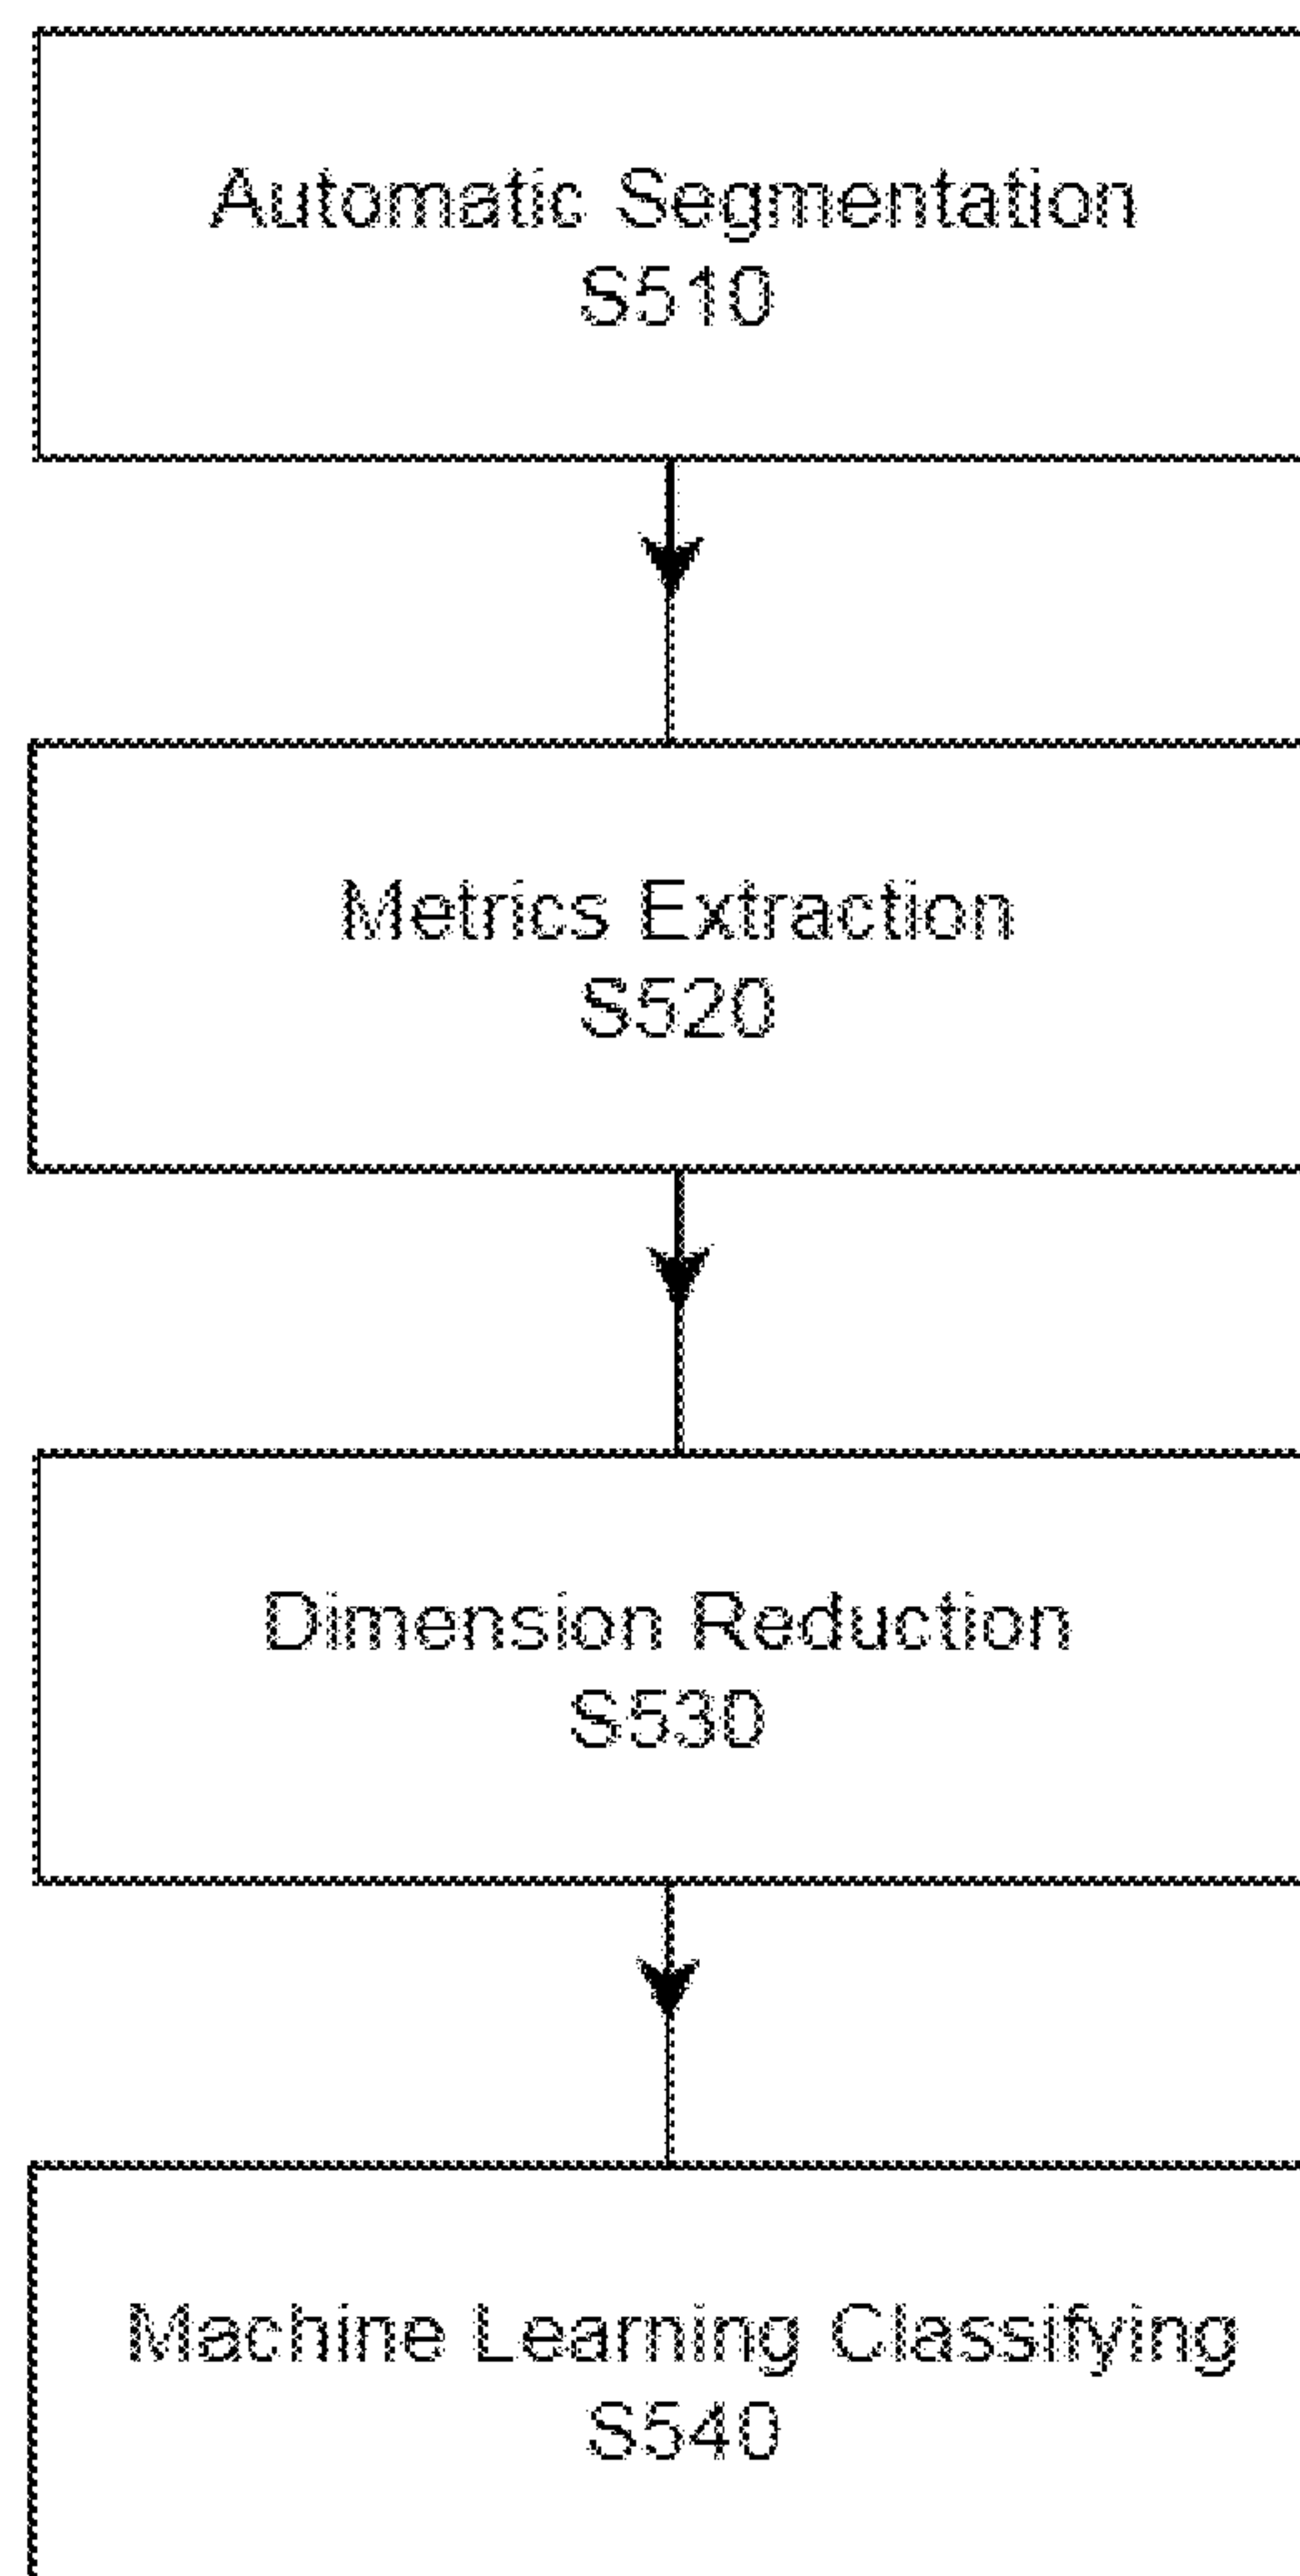 Automatic Segmentation
S510
Metrics Extraction
S520
Dimension Reduction
S530
Machine Learning Classifying
S540